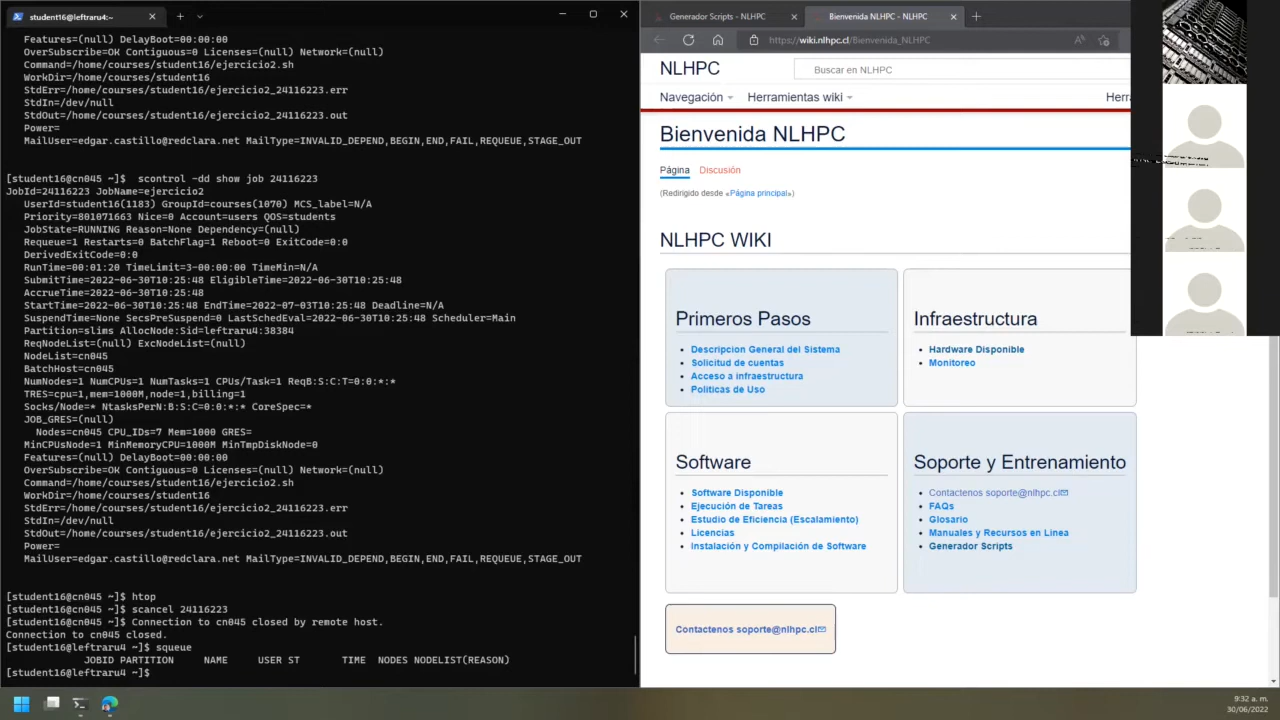 student16@leftraru4:~
Features=(null) DelayBoot=00:00:00
OverSubscribe=OK Contiguous=0 Licenses=(null) Network=(null)
Command=/home/courses/student16/ejercicio2.sh
WorkDir=/home/courses/student16
StdErr=/home/courses/student16/ejercicio2_24116223.err
StdIn=/dev/null
StdOut=/home/courses/student16/ejercicio2_24116223.out
Power=
MailUser=edgar.castillo@redclara.net MailType=INVALID_DEPEND,BEGIN,END,FAIL,REQUEUE,STAGE_OUT
[student16@cn045 ~]$  scontrol -dd show job 24116223
JobId=24116223 JobName=ejercicio2
UserId=student16(1183) GroupId=courses(1070) MCS_label=N/A
Priority=801071663 Nice=0 Account=users QOS=students
JobState=RUNNING Reason=None Dependency=(null)
Requeue=1 Restarts=0 BatchFlag=1 Reboot=0 ExitCode=0:0
DerivedExitCode=0:0
RunTime=00:01:20 TimeLimit=3-00:00:00 TimeMin=N/A
SubmitTime=2022-06-30T10:25:48 EligibleTime=2022-06-30T10:25:48
AccrueTime=2022-06-30T10:25:48
StartTime=2022-06-30T10:25:48 EndTime=2022-07-03T10:25:48 Deadline=N/A
SuspendTime=None SecsPreSuspend=0 LastSchedEval=2022-06-30T10:25:48 Scheduler=Main
Partition=slims AllocNode:Sid=leftraru4:38384
ReqNodeList=(null) ExcNodeList=(null)
NodeList=cn045
BatchHost=cn045
NumNodes=1 NumCPUs=1 NumTasks=1 CPUs/Task=1 ReqB:S:C:T=0:0:*:*
TRES=cpu=1,mem=1000M,node=1,billing=1
Socks/Node=* NtasksPerN:B:S:C=0:0:*:* CoreSpec=*
JOB_GRES=(null)
Nodes=cn045 CPU_IDs=7 Mem=1000 GRES=
MinCPUsNode=1 MinMemoryCPU=1000M MinTmpDiskNode=0
Features=(null) DelayBoot=00:00:00
OverSubscribe=OK Contiguous=0 Licenses=(null) Network=(null)
Command=/home/courses/student16/ejercicio2.sh
WorkDir=/home/courses/student16
StdErr=/home/courses/student16/ejercicio2_24116223.err
StdIn=/dev/null
StdOut=/home/courses/student16/ejercicio2_24116223.out
Power=
MailUser=edgar.castillo@redclara.net MailType=INVALID_DEPEND,BEGIN,END,FAIL,REQUEUE,STAGE_OUT
[student16@cn045 ~]$ htop
[student16@cn045 ~]$ scancel 24116223
[student16@cn045 ~]$ Connection to cn045 closed by remote host.
Connection to cn045 closed.
[student16@leftraru4 ~]$ squeue
JOBID PARTITION NAME USER ST TIME NODES NODELIST(REASON)
[student16@leftraru4 ~]$
Generador Scripts - NLHPC
Bienvenida NLHPC - NLHPC
https://wiki.nlhpc.cl/Bienvenida_NLHPC
NLHPC
Buscar en NLHPC
Navegación
Herramientas wiki
Herra
Bienvenida NLHPC
Página
Discusión
(Redirigido desde «Página principal»)
NLHPC WIKI
Primeros Pasos
Descripcion General del Sistema
Solicitud de cuentas
Acceso a infraestructura
Politicas de Uso
Infraestructura
Hardware Disponible
Monitoreo
Software
Software Disponible
Ejecución de Tareas
Estudio de Eficiencia (Escalamiento)
Licencias
Instalación y Compilación de Software
Soporte y Entrenamiento
Contactenos soporte@nlhpc.cl
FAQs
Glosario
Manuales y Recursos en Linea
Generador Scripts
Contactenos soporte@nlhpc.cl
9:32 a. m.
30/06/2022